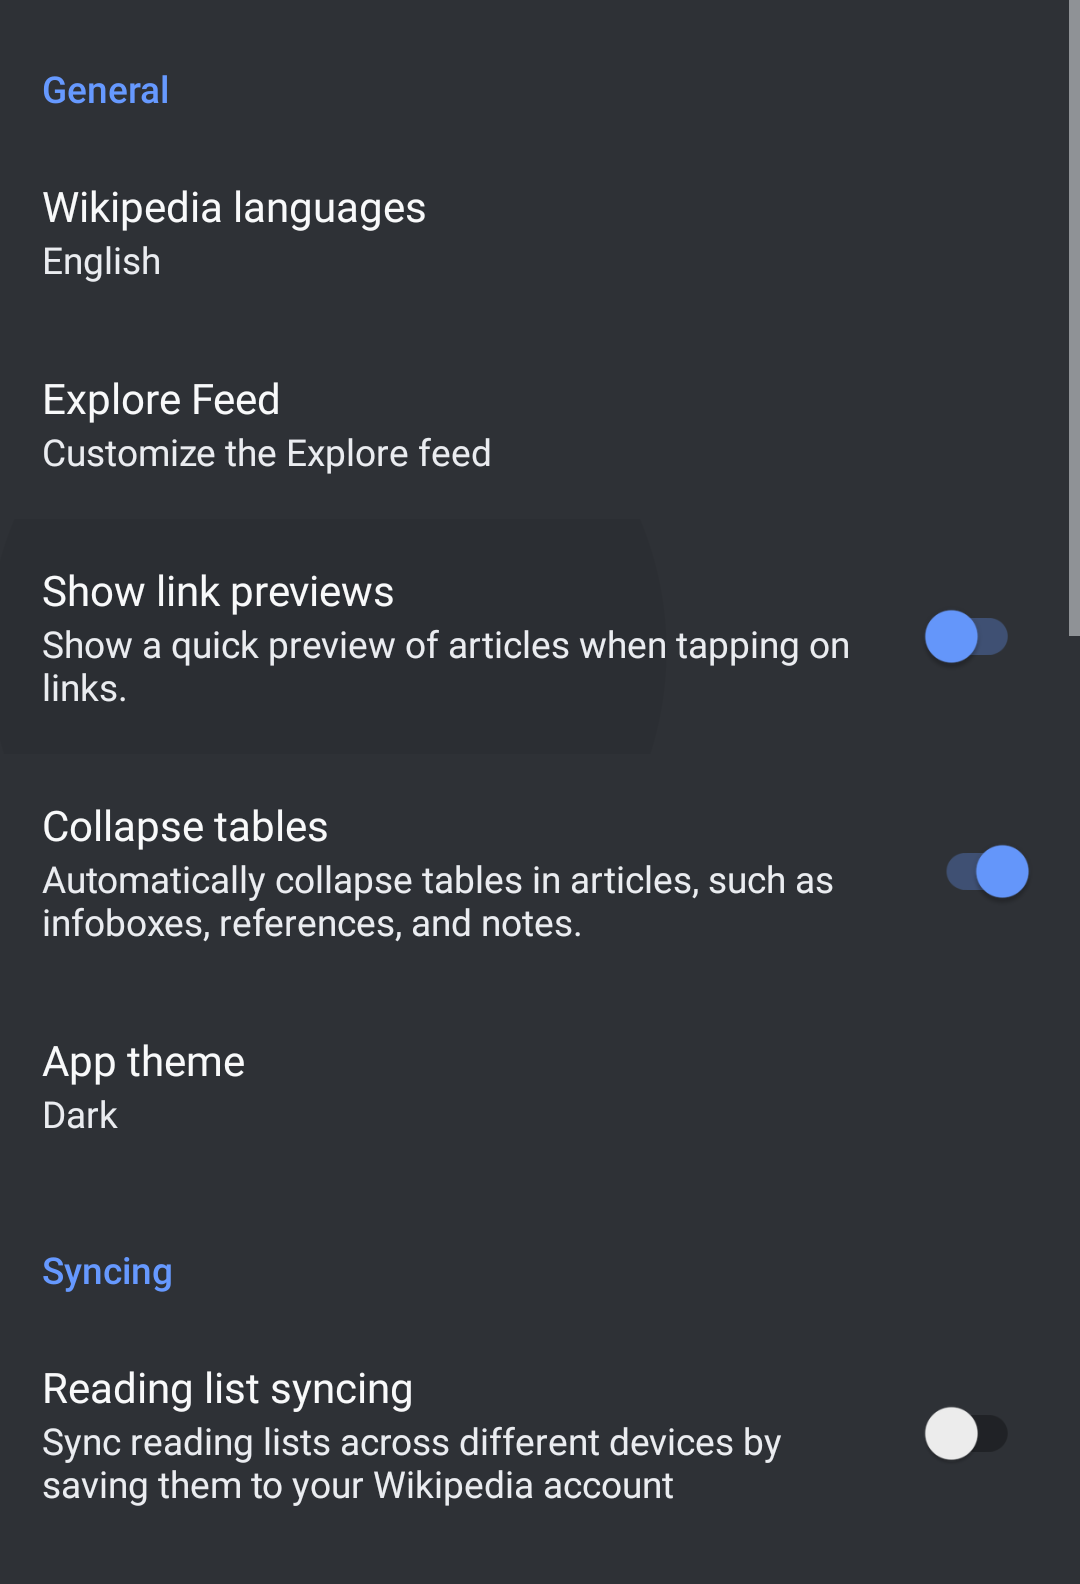 General
Wikipedia languages
English
Explore Feed
Customize the Explore feed
Show link previews
Show a quick preview of articles when tapping on
links.
Collapse tables
Automatically collapse tables in articles, such as
infoboxes, references, and notes.
App theme
Dark
Syncing
Reading list syncing
Sync reading lists across different devices by
saving them to your Wikipedia account